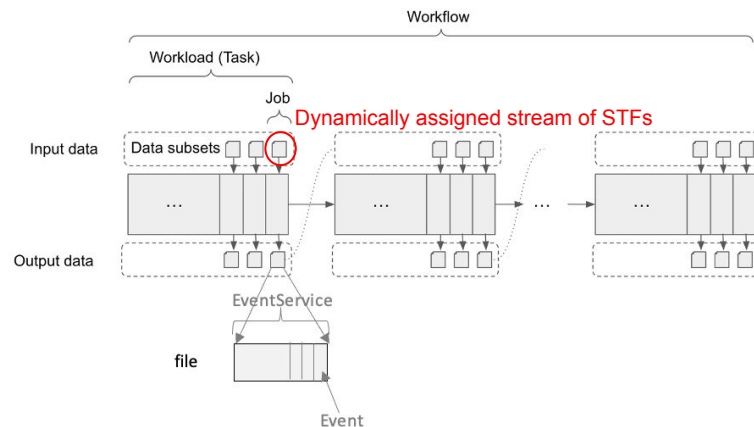 Workflow
Workload (Task)
Job
Dynamically assigned stream of STFs
Input data
Data subsets
...
...
...
...
Output data
EventService
file
Event